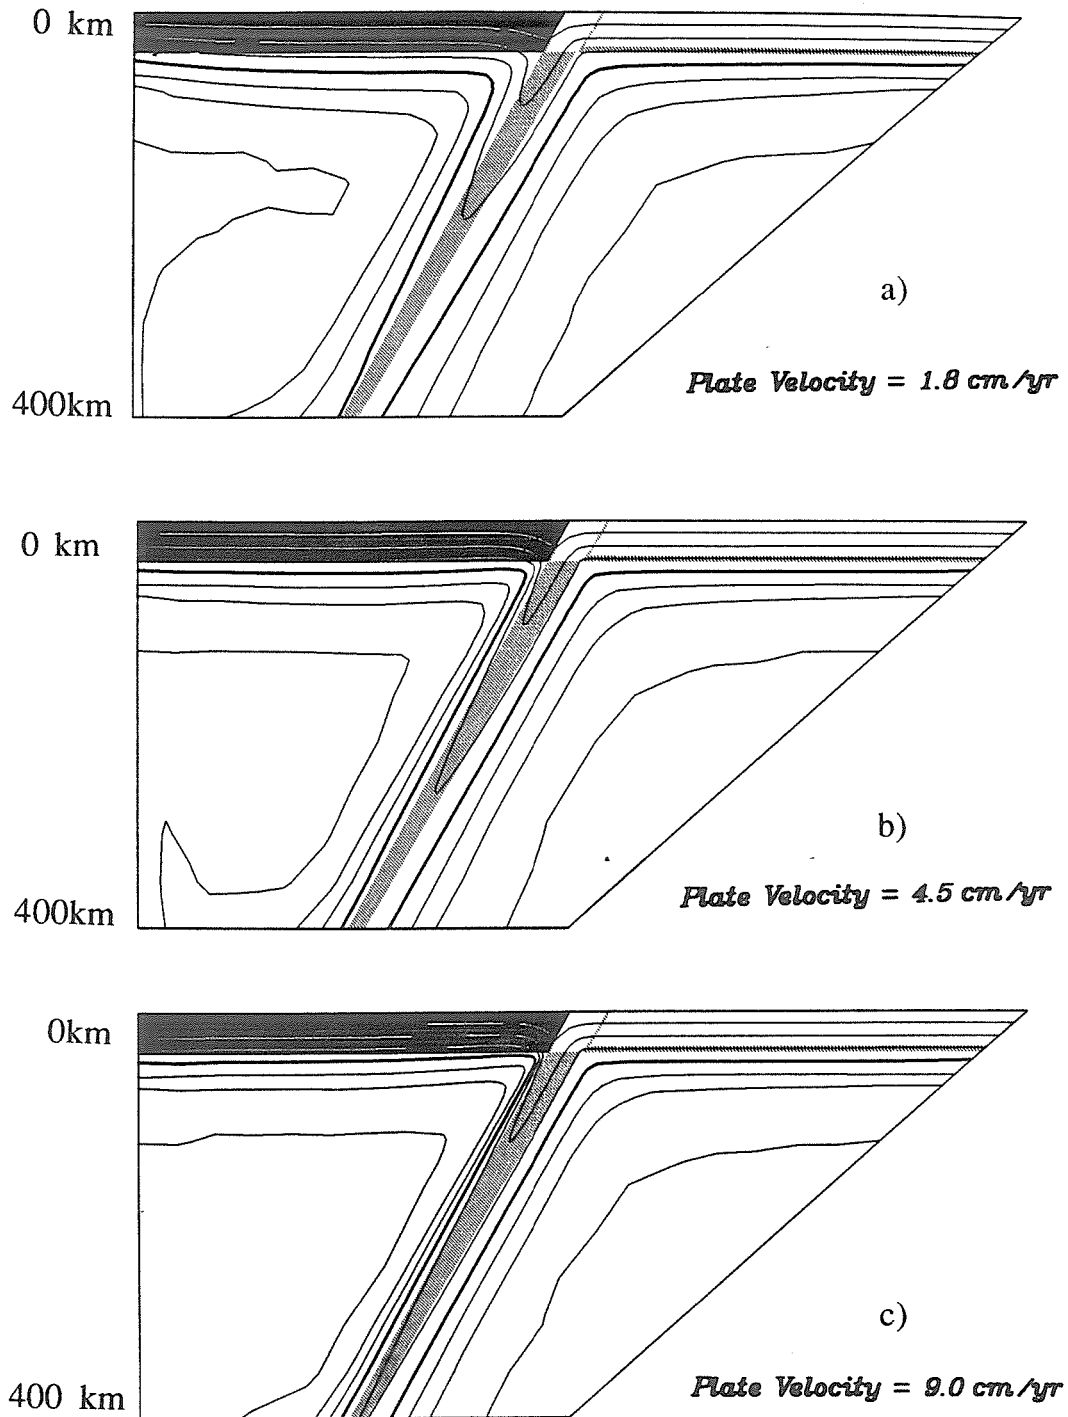 0 km
a)
Plate Velocity = 1.8 cm/yr
400km
0 km
b)
Plate Velocity = 4.5 cm/yr
400km
0km
c)
Plate Velocity = 9.0 cm/yr
400 km